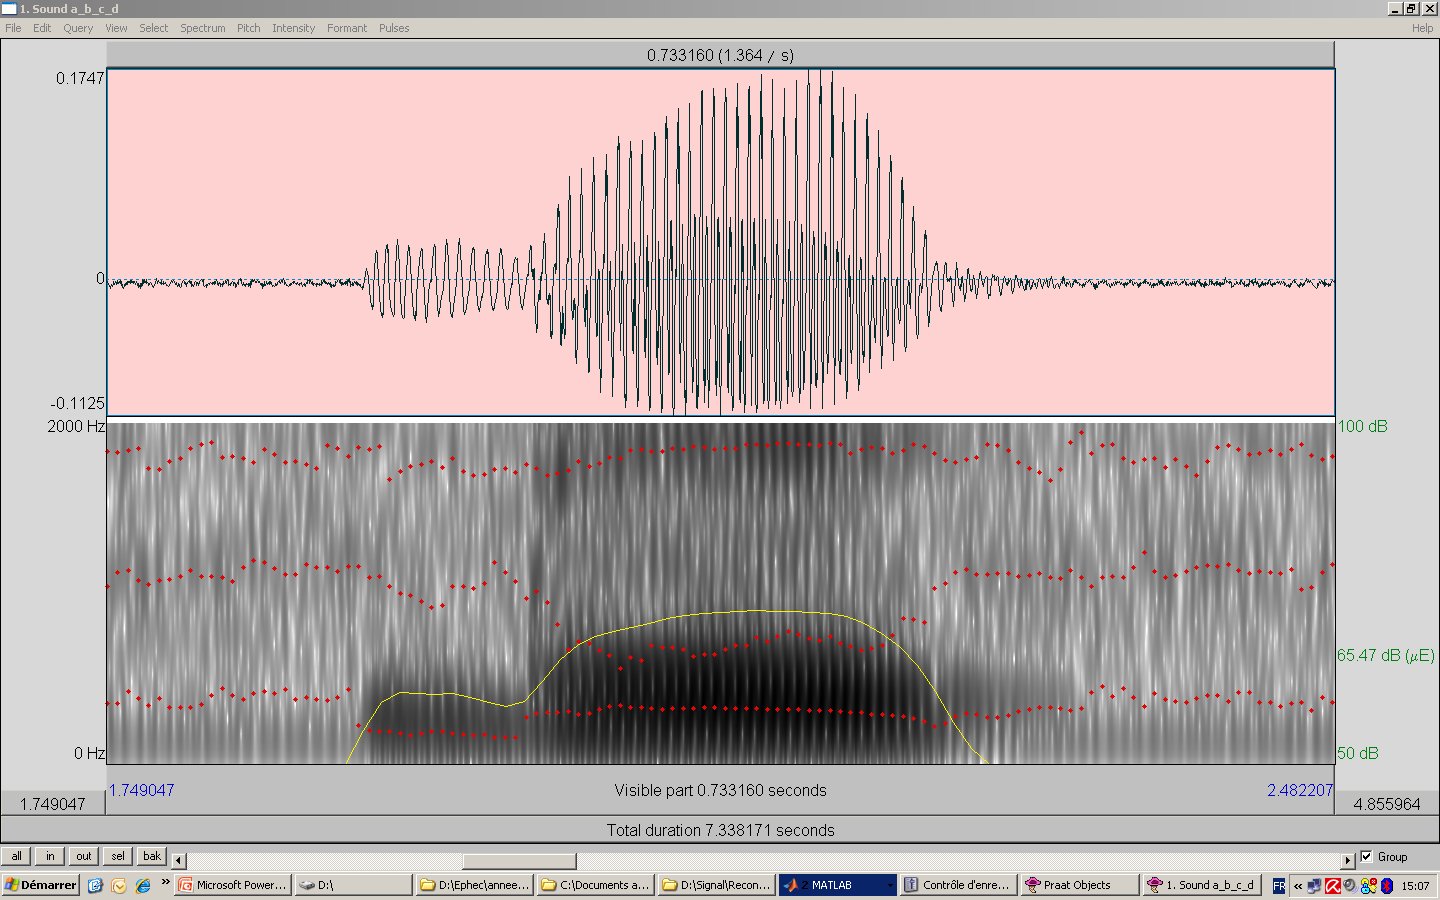 1. Sound a_b_c_d
File Edit Query View Select Spectrum Pitch Intensity Formant Pulses Help
0.733160 (1.364 / s)
0.1747
0
-0.1125
2000 Hz 100 dB
65.47 dB (µE)
0 Hz 50 dB
1.749047 Visible part 0.733160 seconds 2.482207
1.749047 4.855964
Total duration 7.338171 seconds
all in out sel bak Group
Démarrer » Microsoft Power... D:\ D:\Ephec\annee... C:\Documents a... D:\Signal\Recon... 2 MATLAB Contrôle d'enre... Praat Objects 1. Sound a_b_c_d FR « 15:07